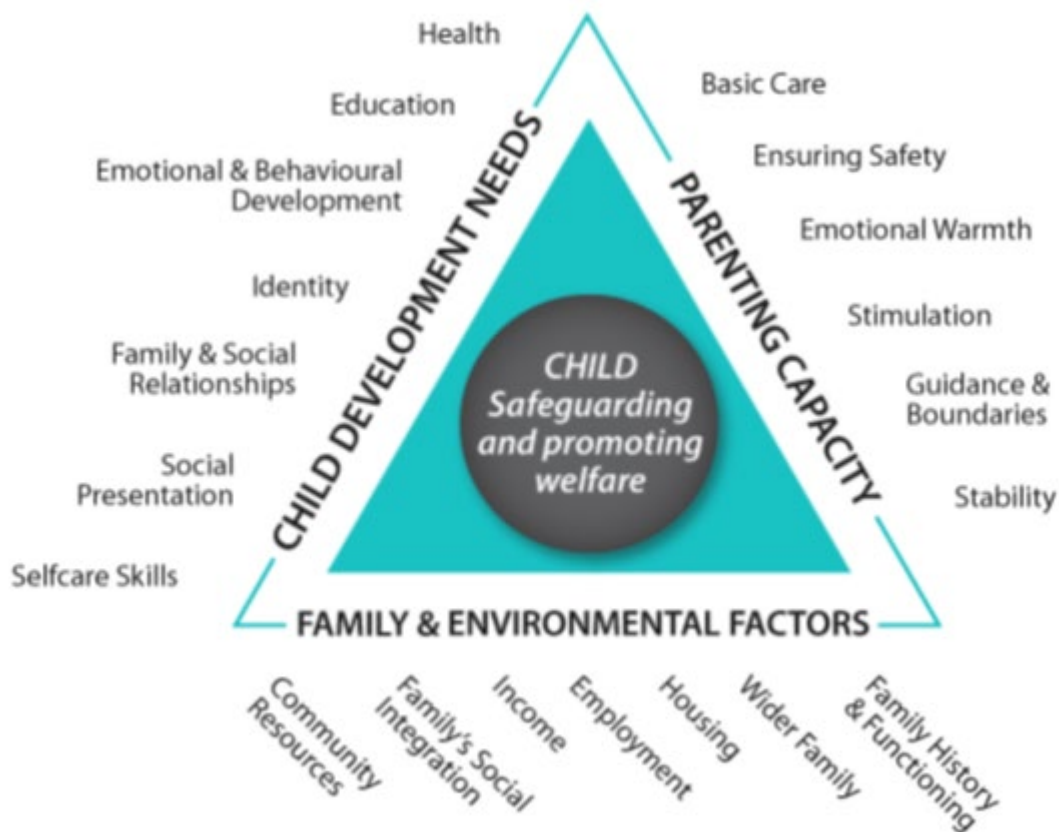 Health
Education
Emotional & Behavioural
Development
Identity
Family & Social
Relationships
Social
Presentation
Selfcare Skills
CHILD DEVELOPMENT NEEDS
Basic Care
Ensuring Safety
Emotional Warmth
Stimulation
Guidance &
Boundaries
Stability
PARENTING CAPACITY
CHILD
Safeguarding
and promoting
welfare
FAMILY & ENVIRONMENTAL FACTORS
Community
Resources
Family's Social
Integration
Income
Employment
Housing
Wider Family
Family History
& Functioning